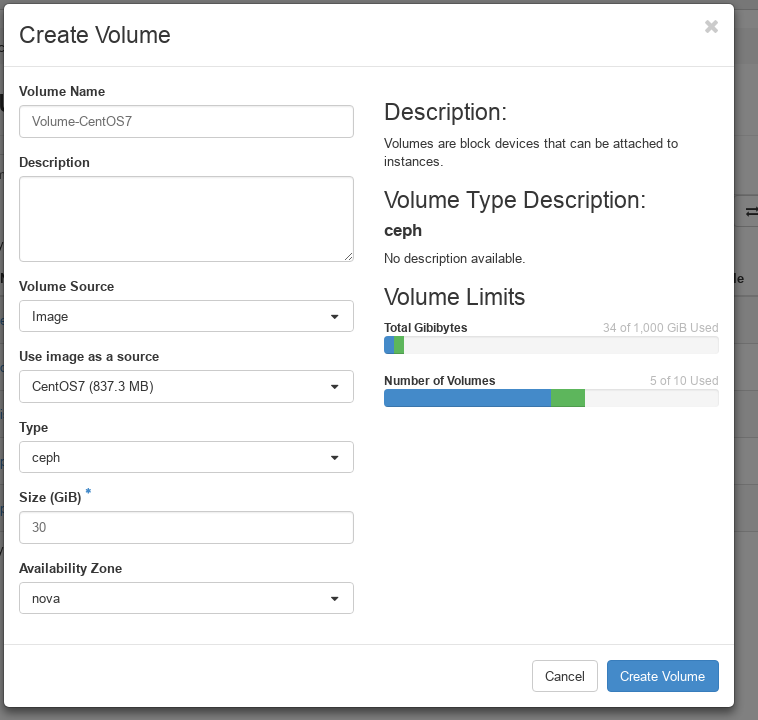 Create Volume
×
Volume Name
Volume-CentOS7
Description
Volume Source
Image
Use image as a source
CentOS7 (837.3 MB)
Type
ceph
Size (GiB) *
30
Availability Zone
nova
Description:
Volumes are block devices that can be attached to
instances.
Volume Type Description:
ceph
No description available.
Volume Limits
Total Gibibytes
34 of 1,000 GiB Used
Number of Volumes
5 of 10 Used
Cancel
Create Volume